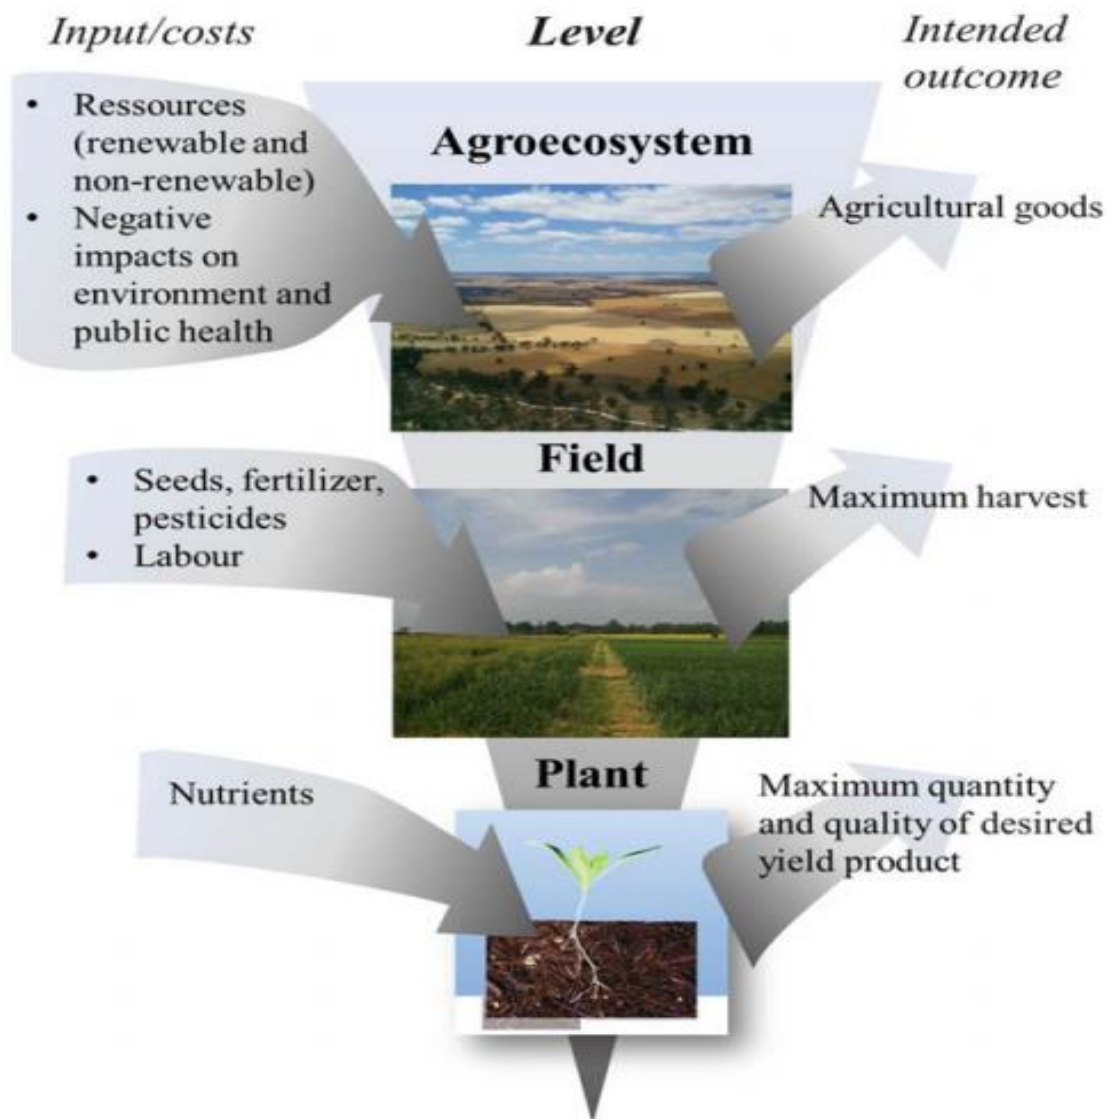 Input/costs
Level
Intended
outcome
• Ressources
(renewable and
non-renewable)
• Negative
impacts on
environment and
public health
Agroecosystem
Agricultural goods
• Seeds, fertilizer,
pesticides
• Labour
Field
Maximum harvest
Nutrients
Plant
Maximum quantity
and quality of desired
yield product